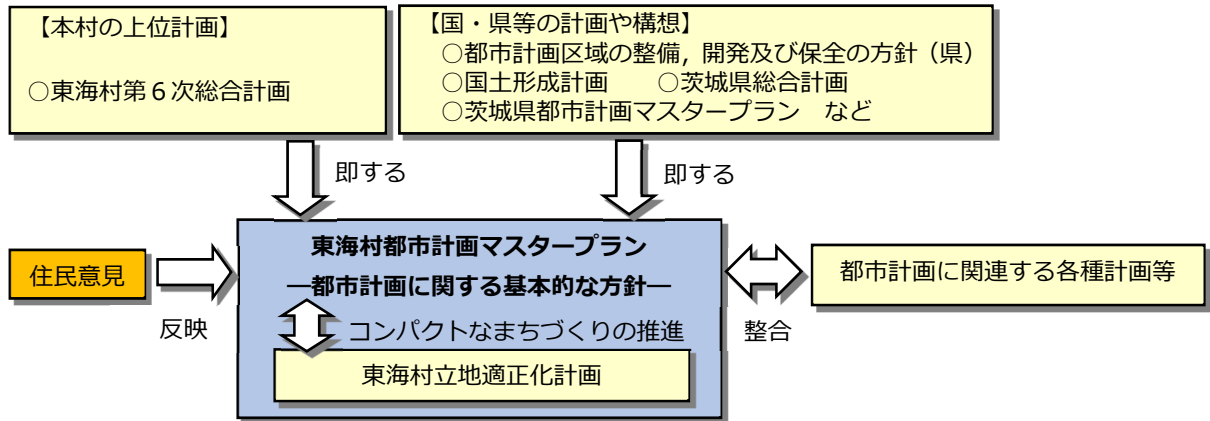 【本村の上位計画】
○東海村第６次総合計画
【国・県等の計画や構想】
○都市計画区域の整備，開発及び保全の方針（県）
○国土形成計画　　○茨城県総合計画
○茨城県都市計画マスタープラン　など
即する
即する
東海村都市計画マスタープラン
―都市計画に関する基本的な方針―
住民意見
反映
コンパクトなまちづくりの推進
東海村立地適正化計画
整合
都市計画に関連する各種計画等